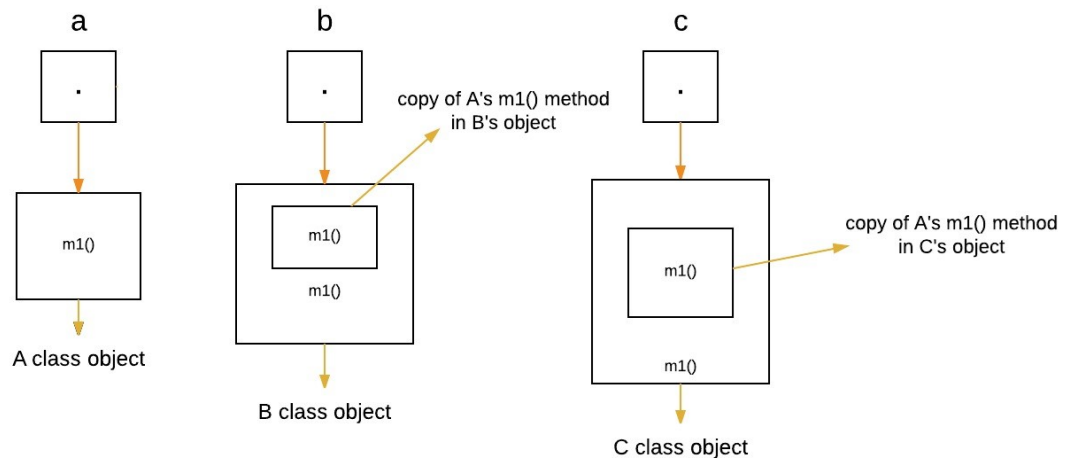 a
b
c
copy of A's m1() method
in B's object
m1()
m1()
m1()
A class object
B class object
copy of A's m1() method
in C's object
m1()
m1()
C class object